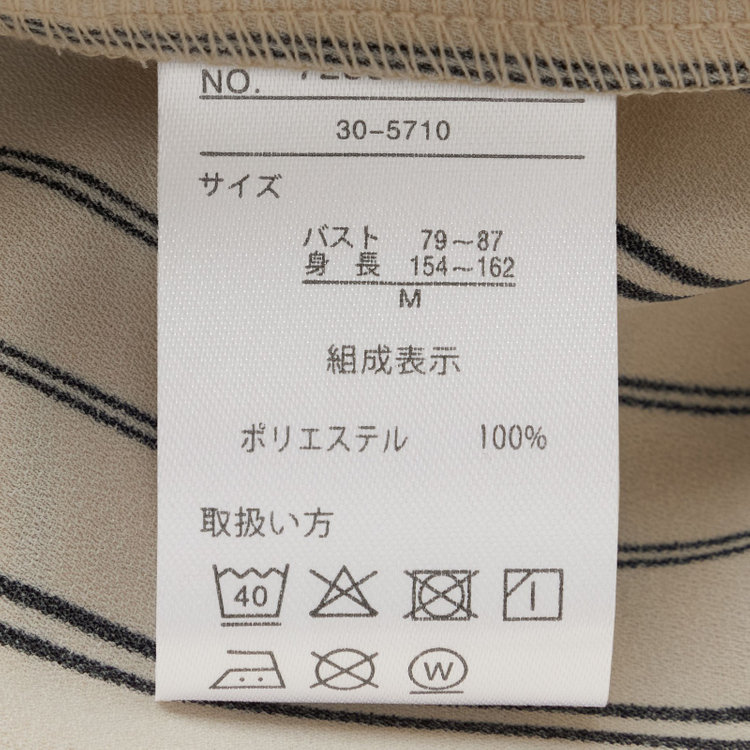 NO.
30-5710
サイズ
バスト 79～87
身長 154～162
M
組成表示
ポリエステル 100%
取扱い方
40
W